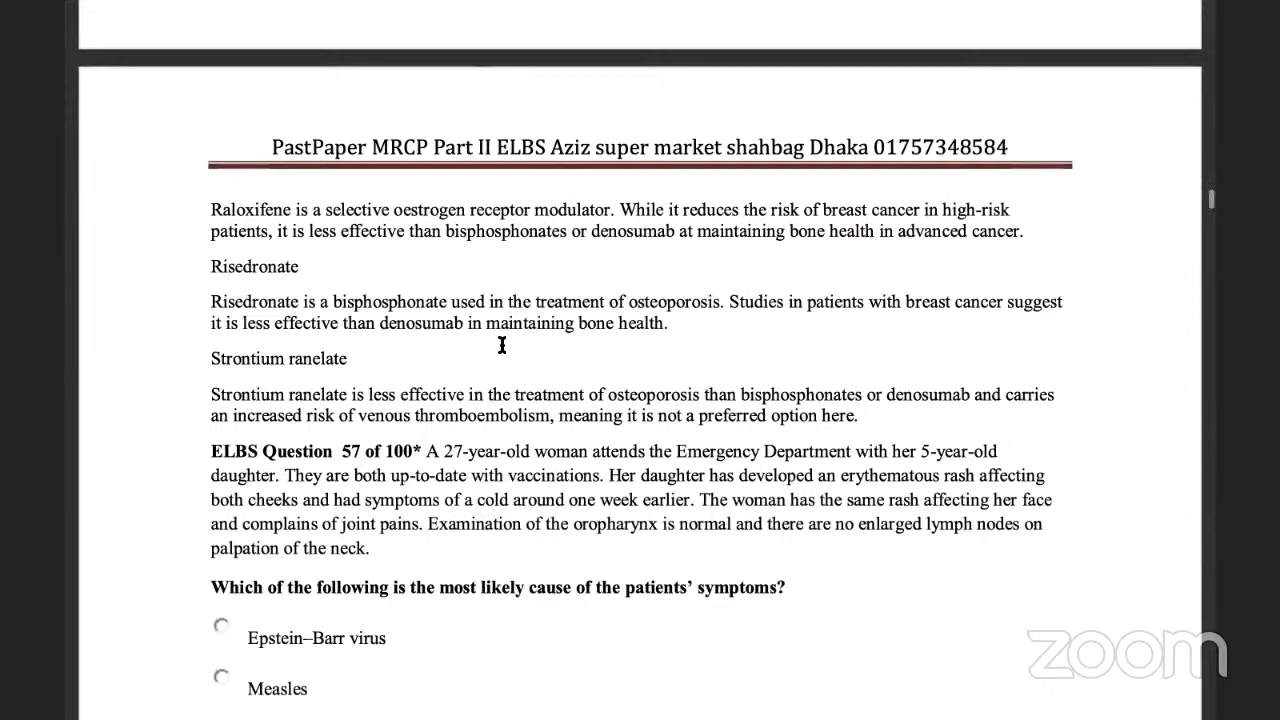 PastPaper MRCP Part II ELBS Aziz super market shahbag Dhaka 01757348584
Raloxifene is a selective oestrogen receptor modulator. While it reduces the risk of breast cancer in high-risk
patients, it is less effective than bisphosphonates or denosumab at maintaining bone health in advanced cancer.
Risedronate
Risedronate is a bisphosphonate used in the treatment of osteoporosis. Studies in patients with breast cancer suggest
it is less effective than denosumab in maintaining bone health.
Strontium ranelate
Strontium ranelate is less effective in the treatment of osteoporosis than bisphosphonates or denosumab and carries
an increased risk of venous thromboembolism, meaning it is not a preferred option here.
ELBS Question 57 of 100* A 27-year-old woman attends the Emergency Department with her 5-year-old
daughter. They are both up-to-date with vaccinations. Her daughter has developed an erythematous rash affecting
both cheeks and had symptoms of a cold around one week earlier. The woman has the same rash affecting her face
and complains of joint pains. Examination of the oropharynx is normal and there are no enlarged lymph nodes on
palpation of the neck.
Which of the following is the most likely cause of the patients’ symptoms?
Epstein–Barr virus
Measles
zoom